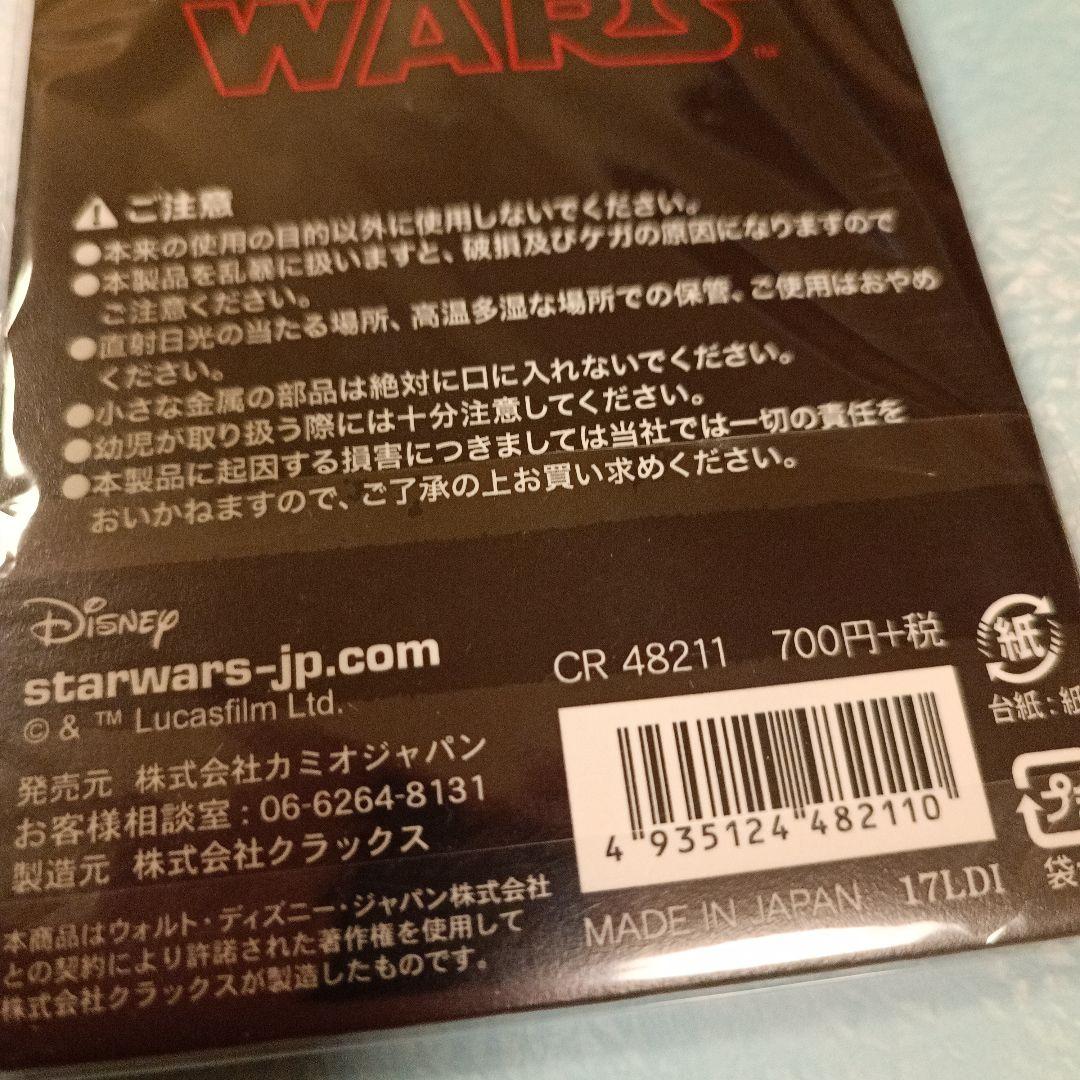 WARS™
ご注意
●本来の使用の目的以外に使用しないでください。
●本製品を乱暴に扱いますと、破損及びケガの原因になりますので
ご注意ください。
●直射日光の当たる場所、高温多湿な場所での保管。ご使用はおやめ
ください。
●小さな金属の部品は絶対に口に入れないでください。
●幼児が取り扱う際には十分注意してください。
●本製品に起因する損害につきましては当社では一切の責任を
おいかねますので、ご了承の上お買い求めください。
Disney
starwars-jp.com
© & ™ Lucasfilm Ltd.
発売元 株式会社カミオジャパン
お客様相談室：06-6264-8131
製造元 株式会社クラックス
本商品はウォルト・ディズニー・ジャパン株式会社
との契約により許諾された著作権を使用して
株式会社クラックスが製造したものです。
CR 48211 700円+税
4 935124 482110
MADE IN JAPAN 17LDI
紙
台紙：紙
プ
袋